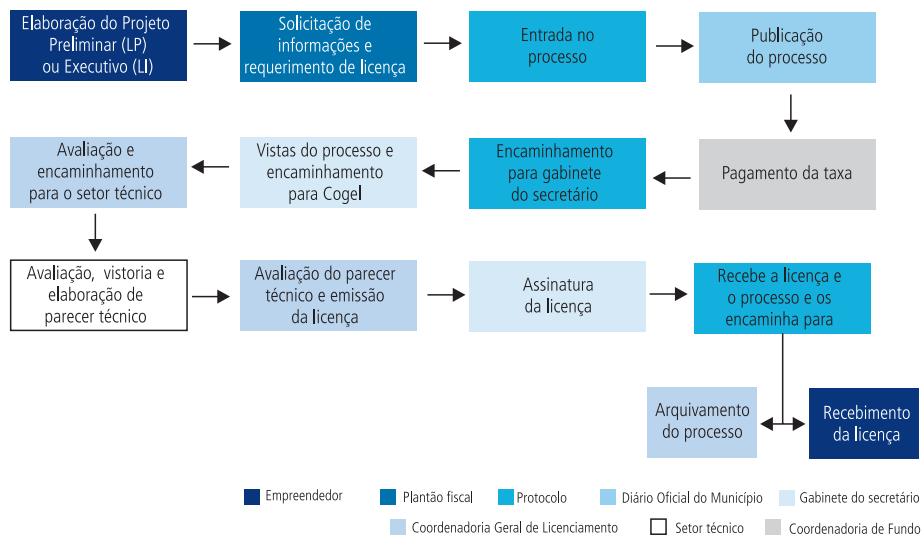 Elaboração do Projeto
Preliminar (LP)
ou Executivo (LI)
Solicitação de
informações e
requerimento de licença
Entrada no
processo
Publicação
do processo
Avaliação e
encaminhamento
para o setor técnico
Vistas do processo e
encaminhamento
para Cogel
Encaminhamento
para gabinete
do secretário
Pagamento da taxa
Avaliação, vistoria e
elaboração de
parecer técnico
Avaliação do parecer
técnico e emissão
da licença
Assinatura
da licença
Recebe a licença e
o processo e os
encaminha para
Arquivamento
do processo
Recebimento
da licença
Empreendedor
Plantão fiscal
Protocolo
Diário Oficial do Município
Gabinete do secretário
Coordenadoria Geral de Licenciamento
Setor técnico
Coordenadoria de Fundo